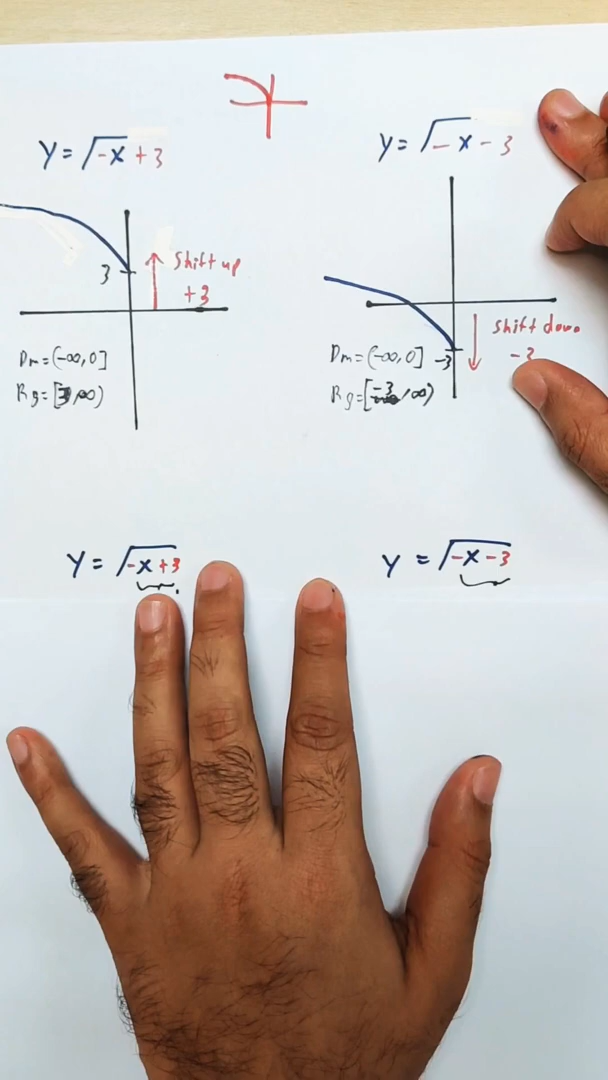 y = √-x + 3
3
shift up
+3
Dm = (-∞, 0]
Rg = [3, ∞)
y = √-x - 3
-3
shift down
-3
Dm = (-∞, 0]
Rg = [-3, ∞)
y = √-x + 3
y = √-x - 3